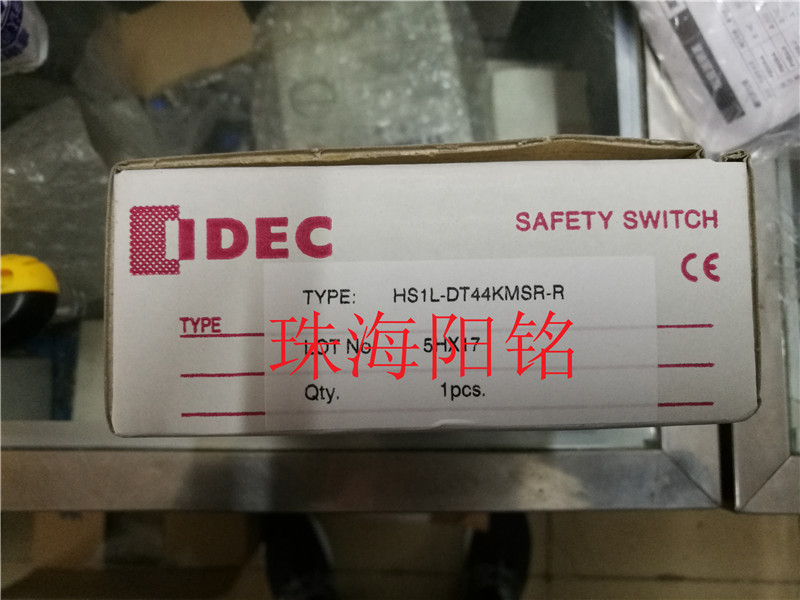 IDEC
SAFETY SWITCH
CE
TYPE: HS1L-DT44KMSR-R
TYPE
LOT No. 5HX17
珠海阳铭
Qty. 1pcs.